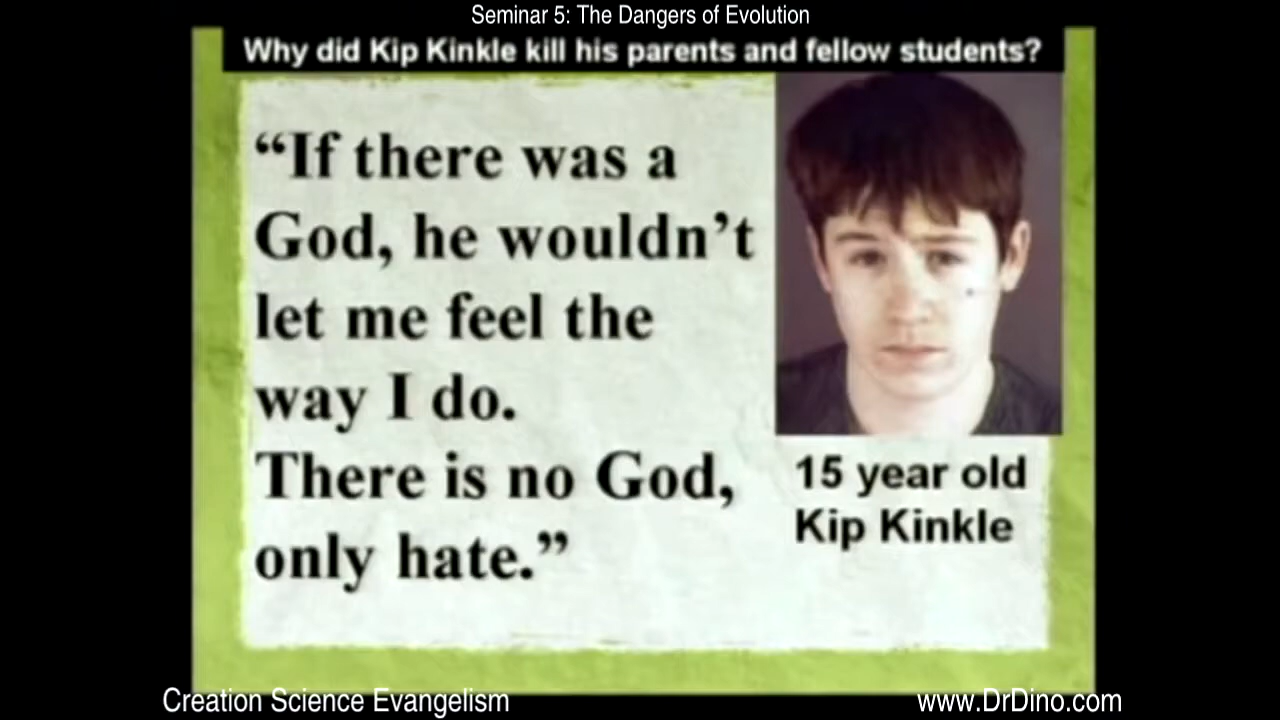 Seminar 5: The Dangers of Evolution
Why did Kip Kinkle kill his parents and fellow students?
“If there was a
God, he wouldn’t
let me feel the
way I do.
There is no God,
only hate.”
15 year old
Kip Kinkle
Creation Science Evangelism
www.DrDino.com